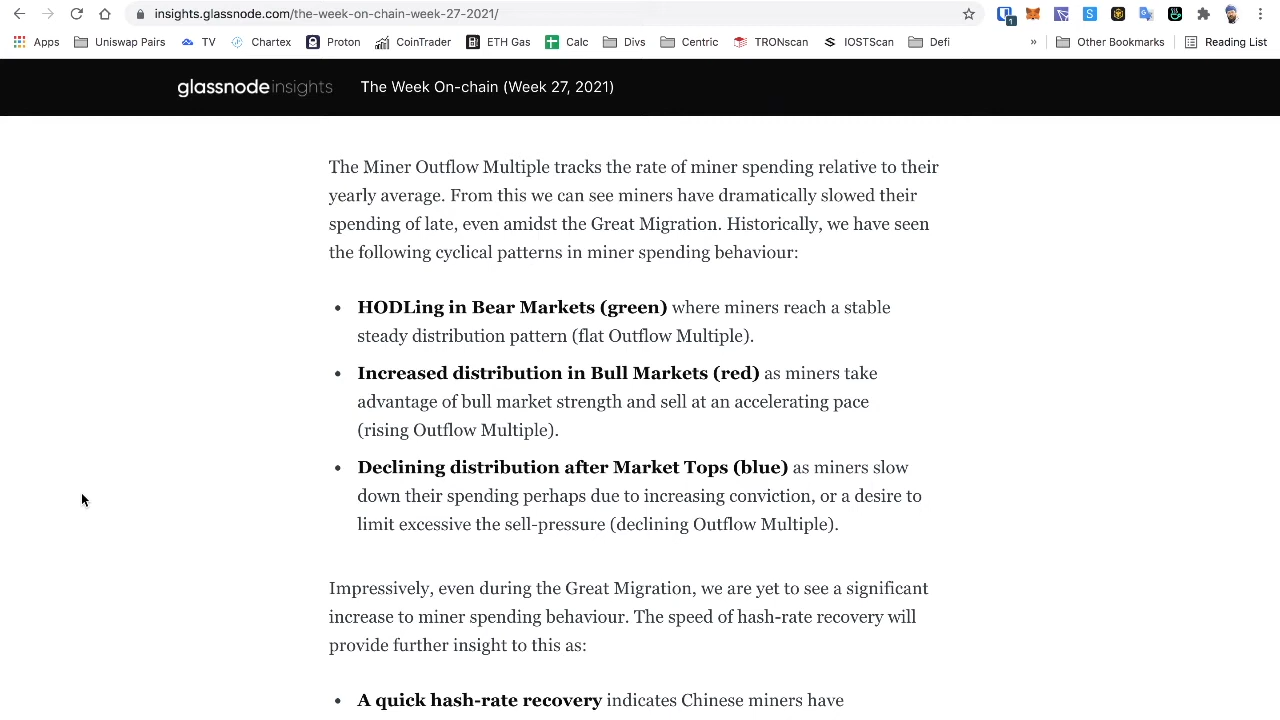 insights.glassnode.com/the-week-on-chain-week-27-2021/
1
Apps Uniswap Pairs TV Chartex Proton CoinTrader ETH Gas Calc Divs Centric TRONscan IOSTScan Defi » Other Bookmarks Reading List
glassnodeinsights The Week On-chain (Week 27, 2021)
The Miner Outflow Multiple tracks the rate of miner spending relative to their
yearly average. From this we can see miners have dramatically slowed their
spending of late, even amidst the Great Migration. Historically, we have seen
the following cyclical patterns in miner spending behaviour:
• HODLing in Bear Markets (green) where miners reach a stable
steady distribution pattern (flat Outflow Multiple).
• Increased distribution in Bull Markets (red) as miners take
advantage of bull market strength and sell at an accelerating pace
(rising Outflow Multiple).
• Declining distribution after Market Tops (blue) as miners slow
down their spending perhaps due to increasing conviction, or a desire to
limit excessive the sell-pressure (declining Outflow Multiple).
Impressively, even during the Great Migration, we are yet to see a significant
increase to miner spending behaviour. The speed of hash-rate recovery will
provide further insight to this as:
• A quick hash-rate recovery indicates Chinese miners have